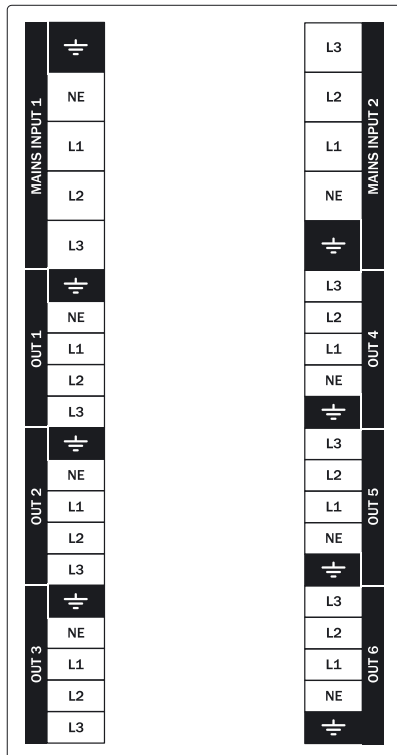 MAINS INPUT 1
NE
L1
L2
L3
OUT 1
NE
L1
L2
L3
OUT 2
NE
L1
L2
L3
OUT 3
NE
L1
L2
L3
MAINS INPUT 2
L3
L2
L1
NE
OUT 4
L3
L2
L1
NE
OUT 5
L3
L2
L1
NE
OUT 6
L3
L2
L1
NE